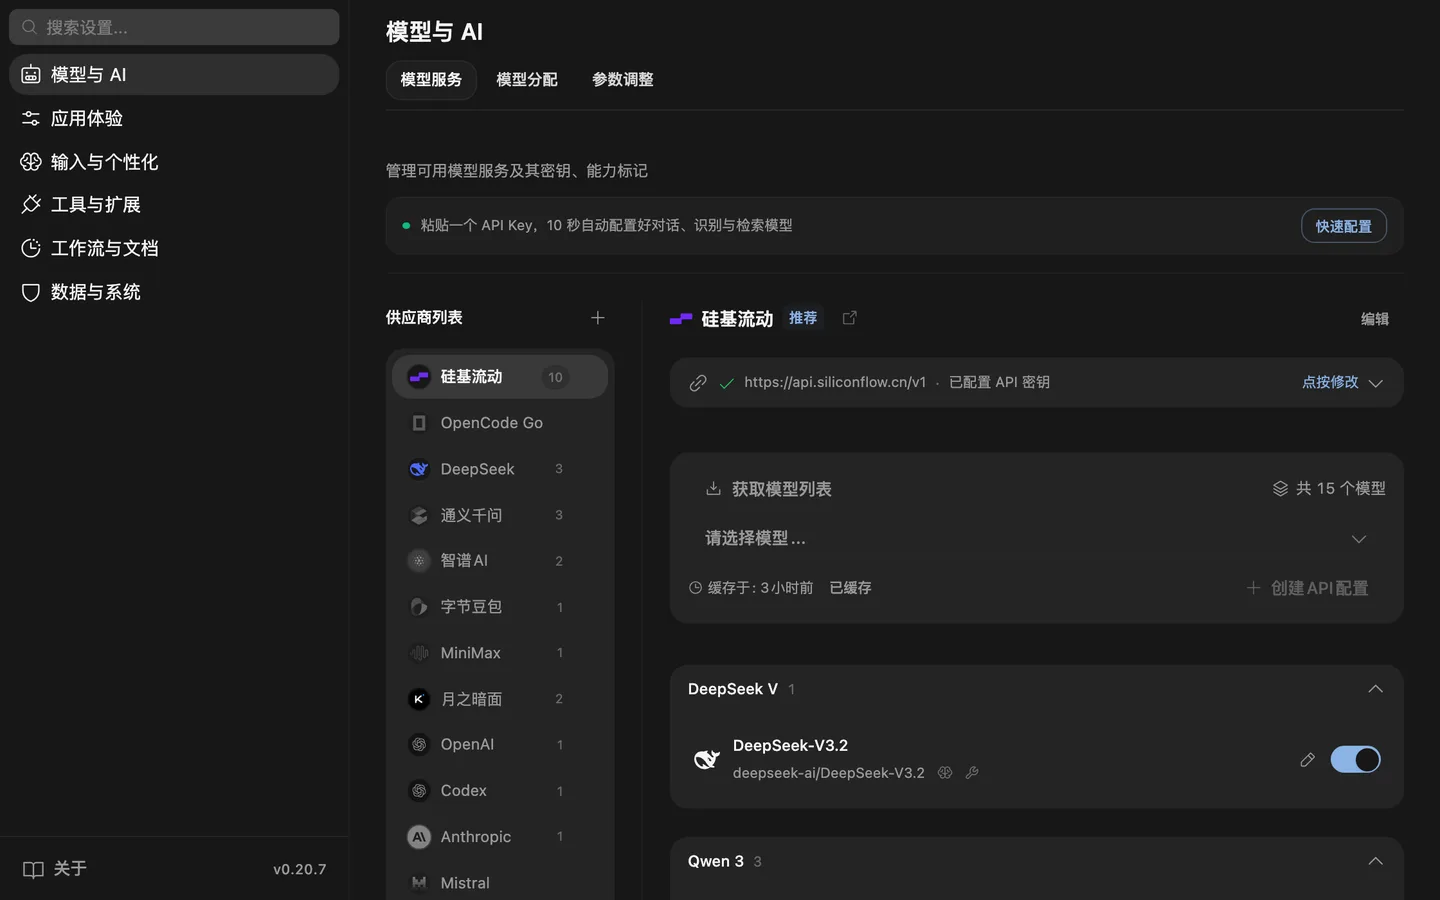 搜索设置...
模型与 AI
应用体验
输入与个性化
工具与扩展
工作流与文档
数据与系统
关于
v0.20.7
模型与 AI
模型服务
模型分配
参数调整
管理可用模型服务及其密钥、能力标记
粘贴一个 API Key，10 秒自动配置好对话、识别与检索模型
快速配置
供应商列表
硅基流动 10
OpenCode Go
DeepSeek 3
通义千问 3
智谱AI 2
字节豆包 1
MiniMax 1
月之暗面 2
OpenAI 1
Codex 1
Anthropic 1
Mistral
硅基流动 推荐
编辑
https://api.siliconflow.cn/v1 · 已配置 API 密钥
点按修改
获取模型列表
共 15 个模型
请选择模型...
缓存于: 3小时前 已缓存
创建API配置
DeepSeek V 1
DeepSeek-V3.2
deepseek-ai/DeepSeek-V3.2
Qwen 3 3